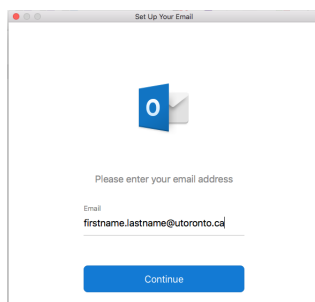 Set Up Your Email
O
Please enter your email address
Email
firstname.lastname@utoronto.ca
Continue